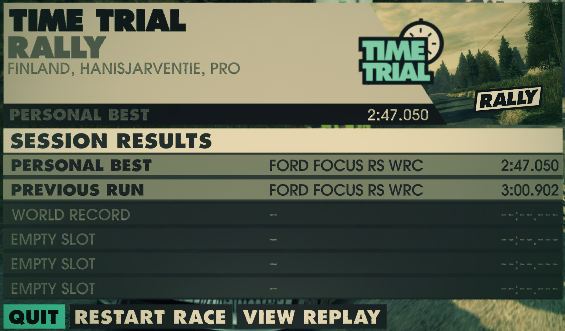 TIME TRIAL
RALLY
FINLAND, HANISJARVENTIE, PRO
TIME
TRIAL
RALLY
PERSONAL BEST 2:47.050
SESSION RESULTS
PERSONAL BEST FORD FOCUS RS WRC 2:47.050
PREVIOUS RUN FORD FOCUS RS WRC 3:00.902
WORLD RECORD – --:--.---
EMPTY SLOT – --:--.---
EMPTY SLOT – --:--.---
EMPTY SLOT – --:--.---
QUIT RESTART RACE VIEW REPLAY